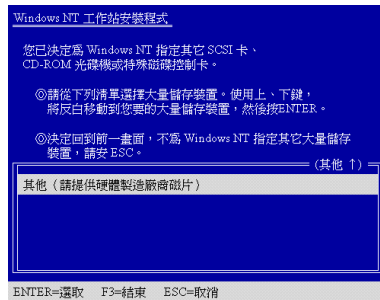 Windows NT 工作站安裝程式
您已決定為 Windows NT 指定其它 SCSI 卡、
CD-ROM 光碟機或特殊磁碟控制卡。
◎請從下列清單選擇大量儲存裝置。使用上、下鍵，
將反白移動到您要的大量儲存裝置，然後按ENTER。
◎決定回到前一畫面，不為 Windows NT 指定其它大量儲存
裝置，請安 ESC。
(其他 ↑)
其他（請提供硬體製造廠商磁片）
ENTER=選取 F3=結束 ESC=取消